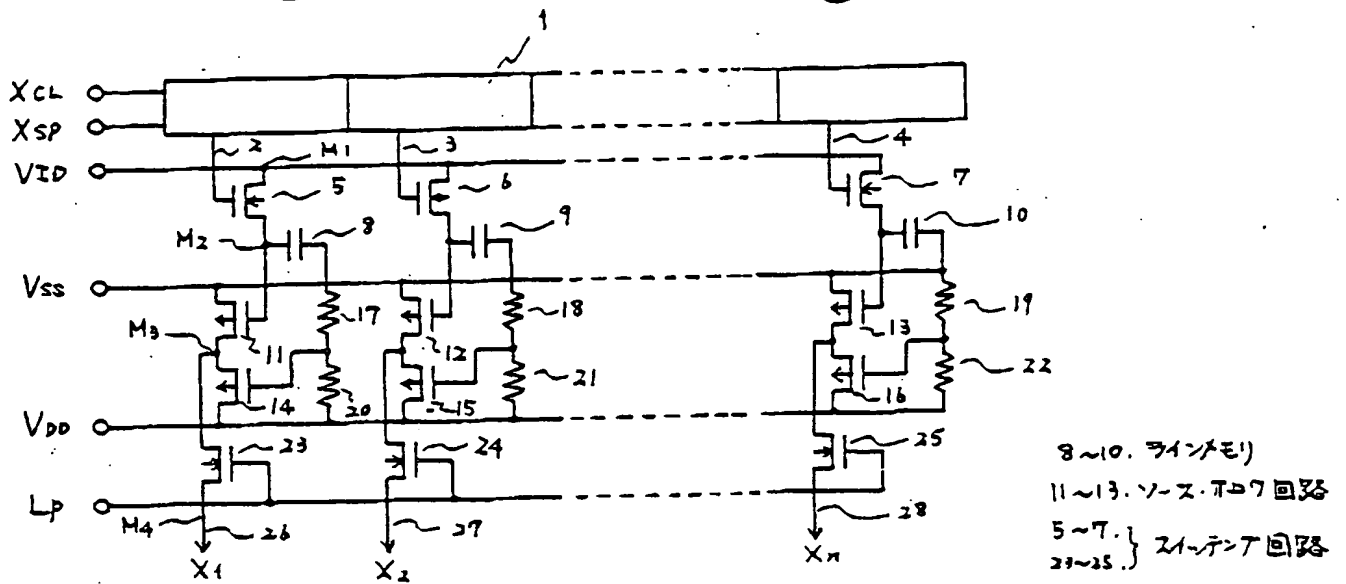 1
XCL
XSP
2 M1 3 4
VID
5 6 7
M2 8 9 10
VSS
17 18 19
M3 11 12 13
14 20 15 21 16 22
VDD
23 24 25
LP
M4 26 27 28
X1 X2 Xn
8~10. ラインメモリ
11~13. ソース・ホロワ回路
5~7.
23~25. } スイッチング回路